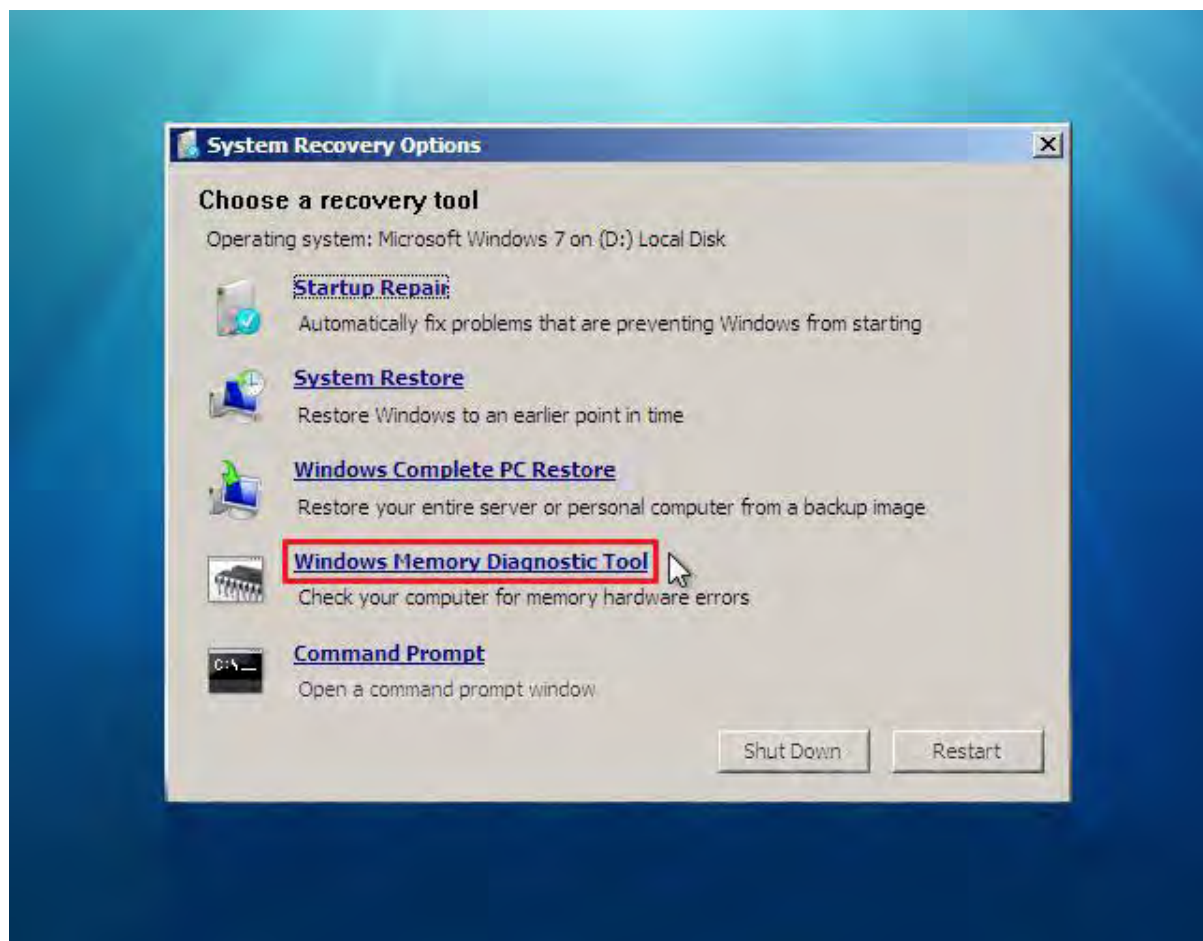 System Recovery Options
Choose a recovery tool
Operating system: Microsoft Windows 7 on (D:) Local Disk
Startup Repair
Automatically fix problems that are preventing Windows from starting
System Restore
Restore Windows to an earlier point in time
Windows Complete PC Restore
Restore your entire server or personal computer from a backup image
Windows Memory Diagnostic Tool
Check your computer for memory hardware errors
C:\_
Command Prompt
Open a command prompt window
Shut Down
Restart